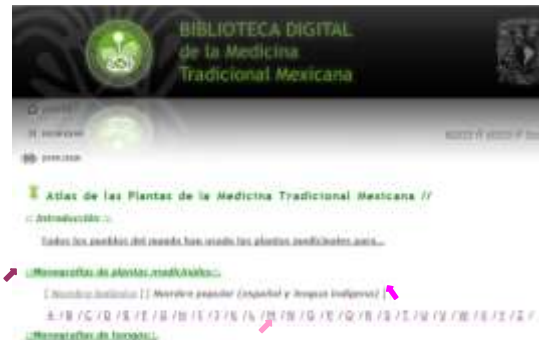 BIBLIOTECA DIGITAL
de la Medicina
Tradicional Mexicana
Atlas de las Plantas de la Medicina Tradicional Mexicana //
:: Introducción ::.
Todos los pueblos del mundo han usado las plantas medicinales para...
.:Monografías de plantas medicinales:.
[ Nombre botánico ] [ Nombre popular (español y lengua indígena) ]
.:Monografías de hongos:.